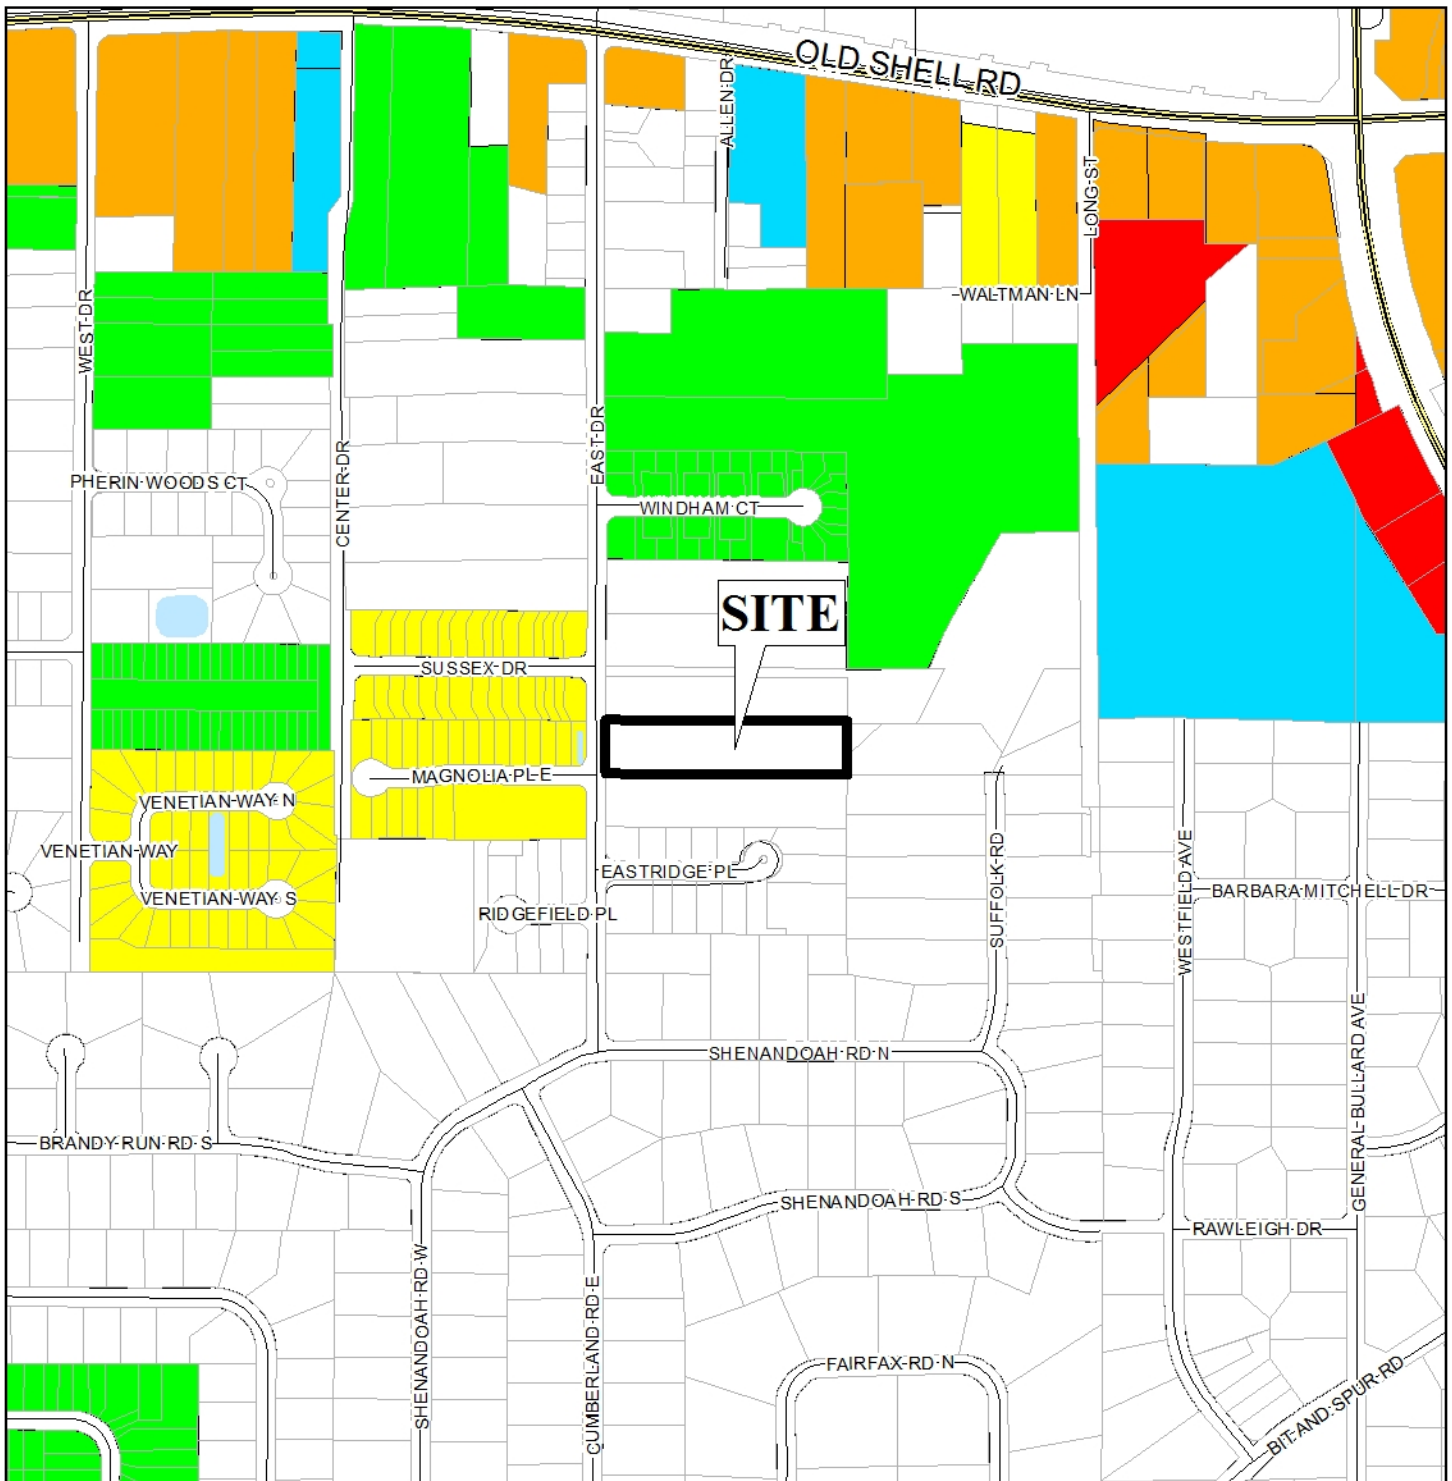 OLD SHELL RD
ALLEN DR
LONG ST
WEST DR
WALTMAN LN
EAST DR
CENTER DR
PHERIN WOODS CT
WINDHAM CT
SITE
SUSSEX DR
MAGNOLIA PL E
VENETIAN WAY N
VENETIAN WAY
VENETIAN WAY S
EASTRIDGE PL
RIDGEFIELD PL
SUFFOLK RD
WESTFIELD AVE
BARBARA MITCHELL DR
GENERAL BULLARD AVE
SHENANDOAH RD N
BRANDY RUN RD S
SHENANDOAH RD S
RAWLEIGH DR
SHENANDOAH RD W
CUMBERLAND RD E
FAIRFAX RD N
BIT AND SPUR RD